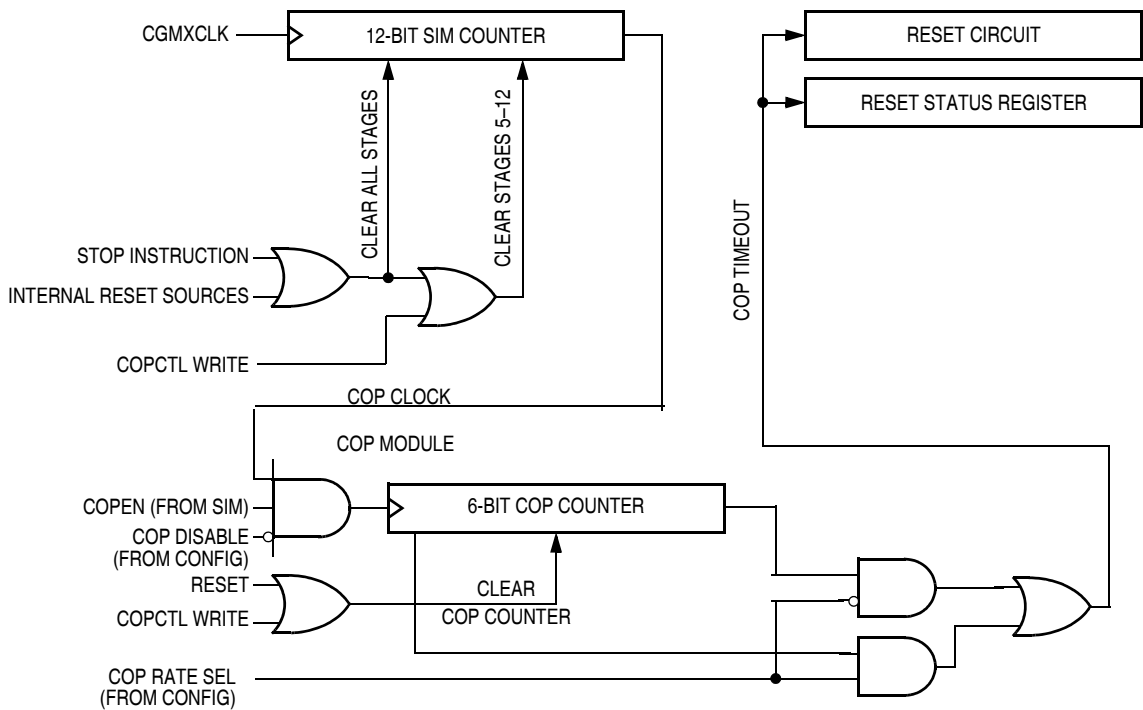 CGMXCLK
12-BIT SIM COUNTER
RESET CIRCUIT
RESET STATUS REGISTER
CLEAR ALL STAGES
CLEAR STAGES 5–12
COP TIMEOUT
STOP INSTRUCTION
INTERNAL RESET SOURCES
COPCTL WRITE
COP CLOCK
COP MODULE
COPEN (FROM SIM)
6-BIT COP COUNTER
COP DISABLE
(FROM CONFIG)
RESET
CLEAR
COP COUNTER
COPCTL WRITE
COP RATE SEL
(FROM CONFIG)